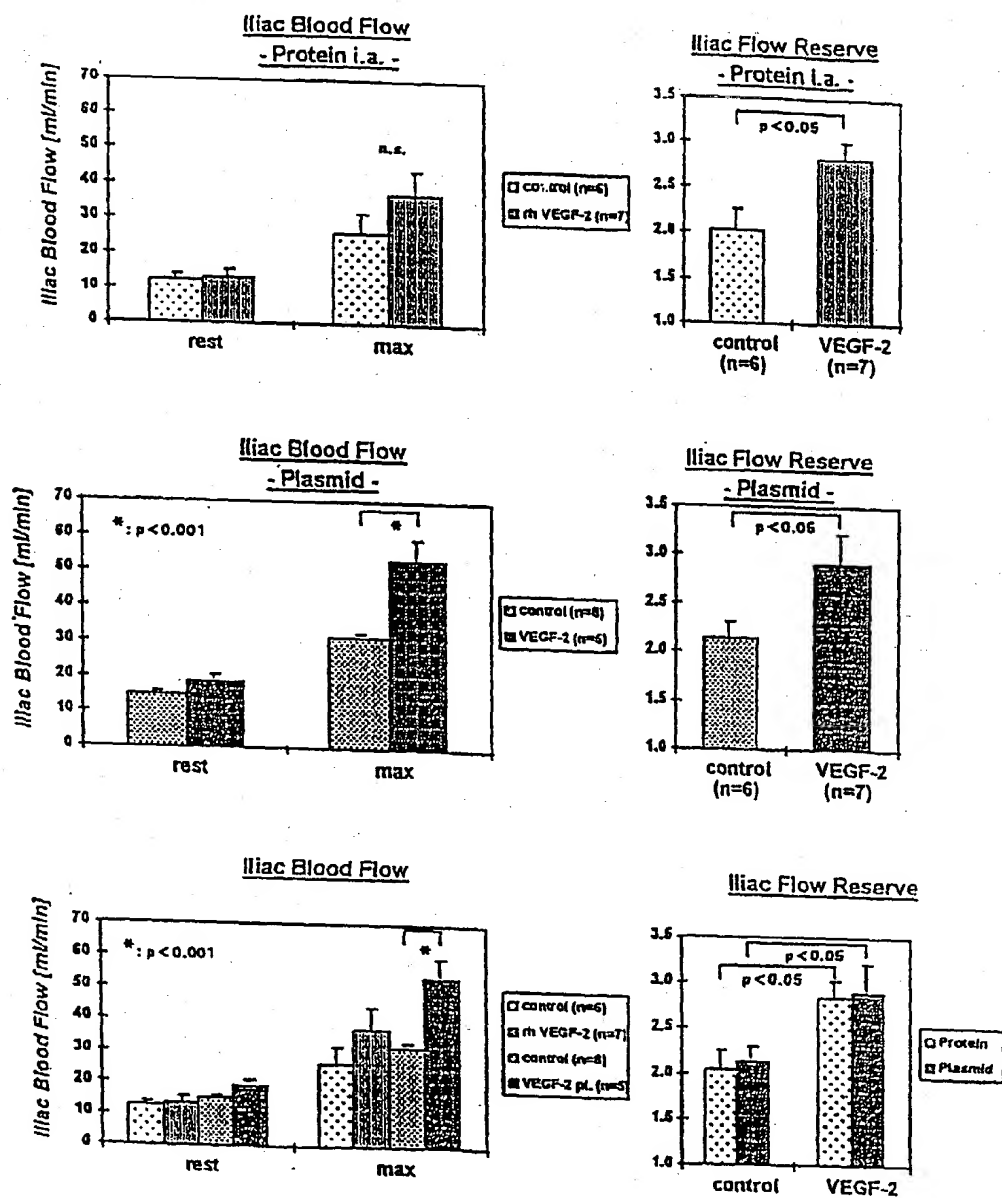 Iliac Blood Flow
- Protein i.a. -
Iliac Blood Flow [ml/min]
70
60
50
40
30
20
10
0
n.s.
rest
max
control (n=6)
rh VEGF-2 (n=7)
Iliac Flow Reserve
- Protein i.a. -
3.5
3.0
2.5
2.0
1.5
1.0
p<0.05
control
(n=6)
VEGF-2
(n=7)
Iliac Blood Flow
- Plasmid -
Iliac Blood Flow [ml/min]
70
60
50
40
30
20
10
0
*: p<0.001
*
rest
max
control (n=8)
VEGF-2 (n=5)
Iliac Flow Reserve
- Plasmid -
3.5
3.0
2.5
2.0
1.5
1.0
p<0.05
control
(n=6)
VEGF-2
(n=7)
Iliac Blood Flow
Iliac Blood Flow [ml/min]
70
60
50
40
30
20
10
0
*: p<0.001
*
rest
max
control (n=6)
rh VEGF-2 (n=7)
control (n=8)
VEGF-2 pl. (n=5)
Iliac Flow Reserve
3.5
3.0
2.5
2.0
1.5
1.0
p<0.05
p<0.05
control
VEGF-2
Protein
Plasmid